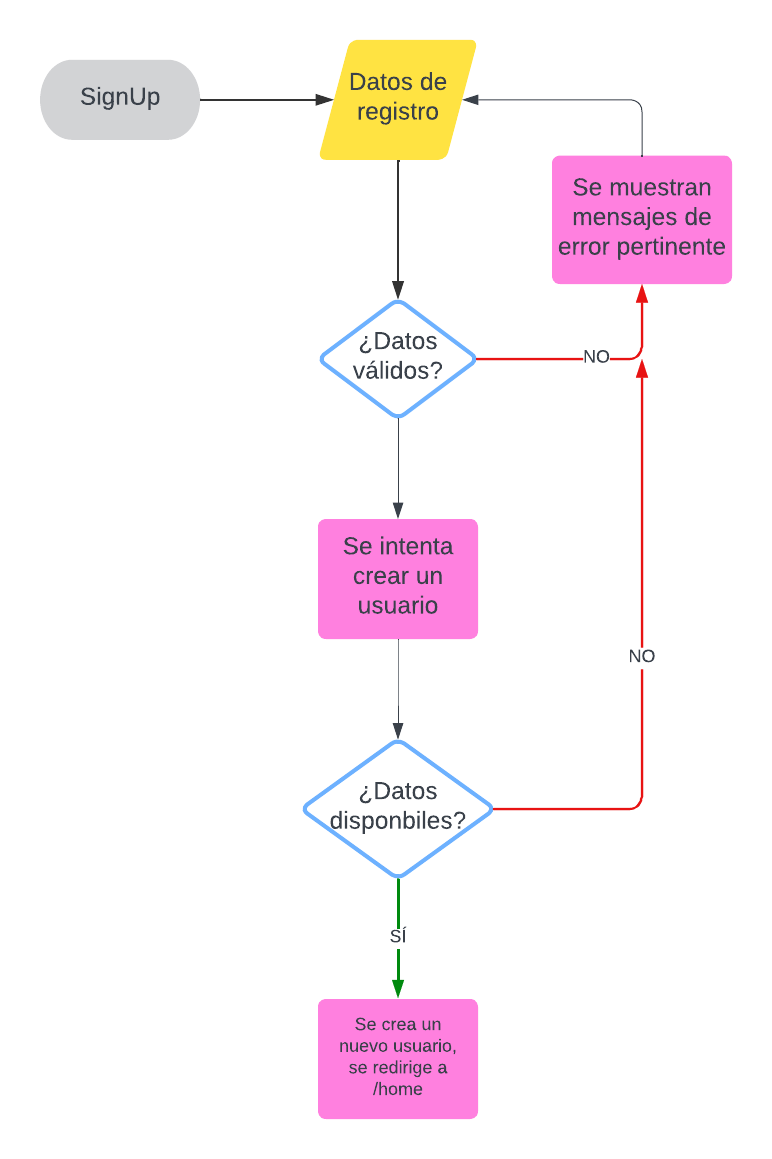 SignUp
Datos de
registro
Se muestran
mensajes de
error pertinente
¿Datos
válidos?
NO
Se intenta
crear un
usuario
NO
¿Datos
disponbiles?
SÍ
Se crea un
nuevo usuario,
se redirige a
/home